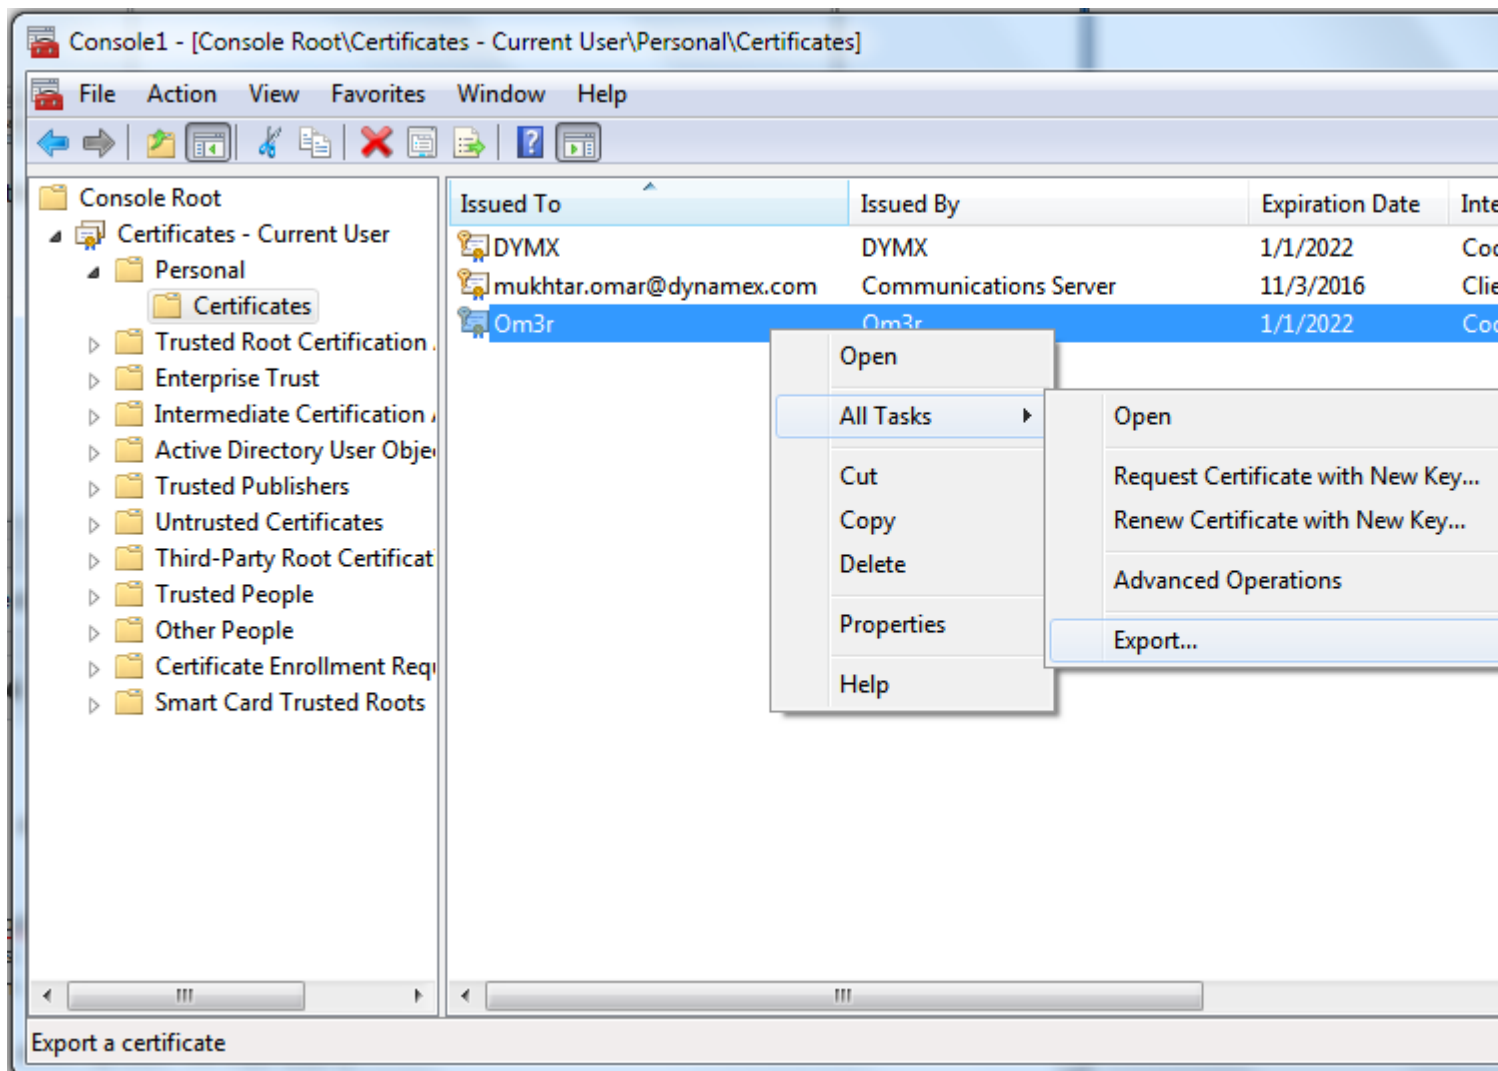 Console1 - [Console Root\Certificates - Current User\Personal\Certificates]
File Action View Favorites Window Help
Console Root
Certificates - Current User
Personal
Certificates
Trusted Root Certification
Enterprise Trust
Intermediate Certification
Active Directory User Obje
Trusted Publishers
Untrusted Certificates
Third-Party Root Certificat
Trusted People
Other People
Certificate Enrollment Requ
Smart Card Trusted Roots
Issued To Issued By Expiration Date Inte
DYMX DYMX 1/1/2022 Coc
mukhtar.omar@dynamex.com Communications Server 11/3/2016 Clie
Om3r Om3r 1/1/2022 Coc
Open
All Tasks
Cut
Copy
Delete
Properties
Help
Open
Request Certificate with New Key...
Renew Certificate with New Key...
Advanced Operations
Export...
Export a certificate